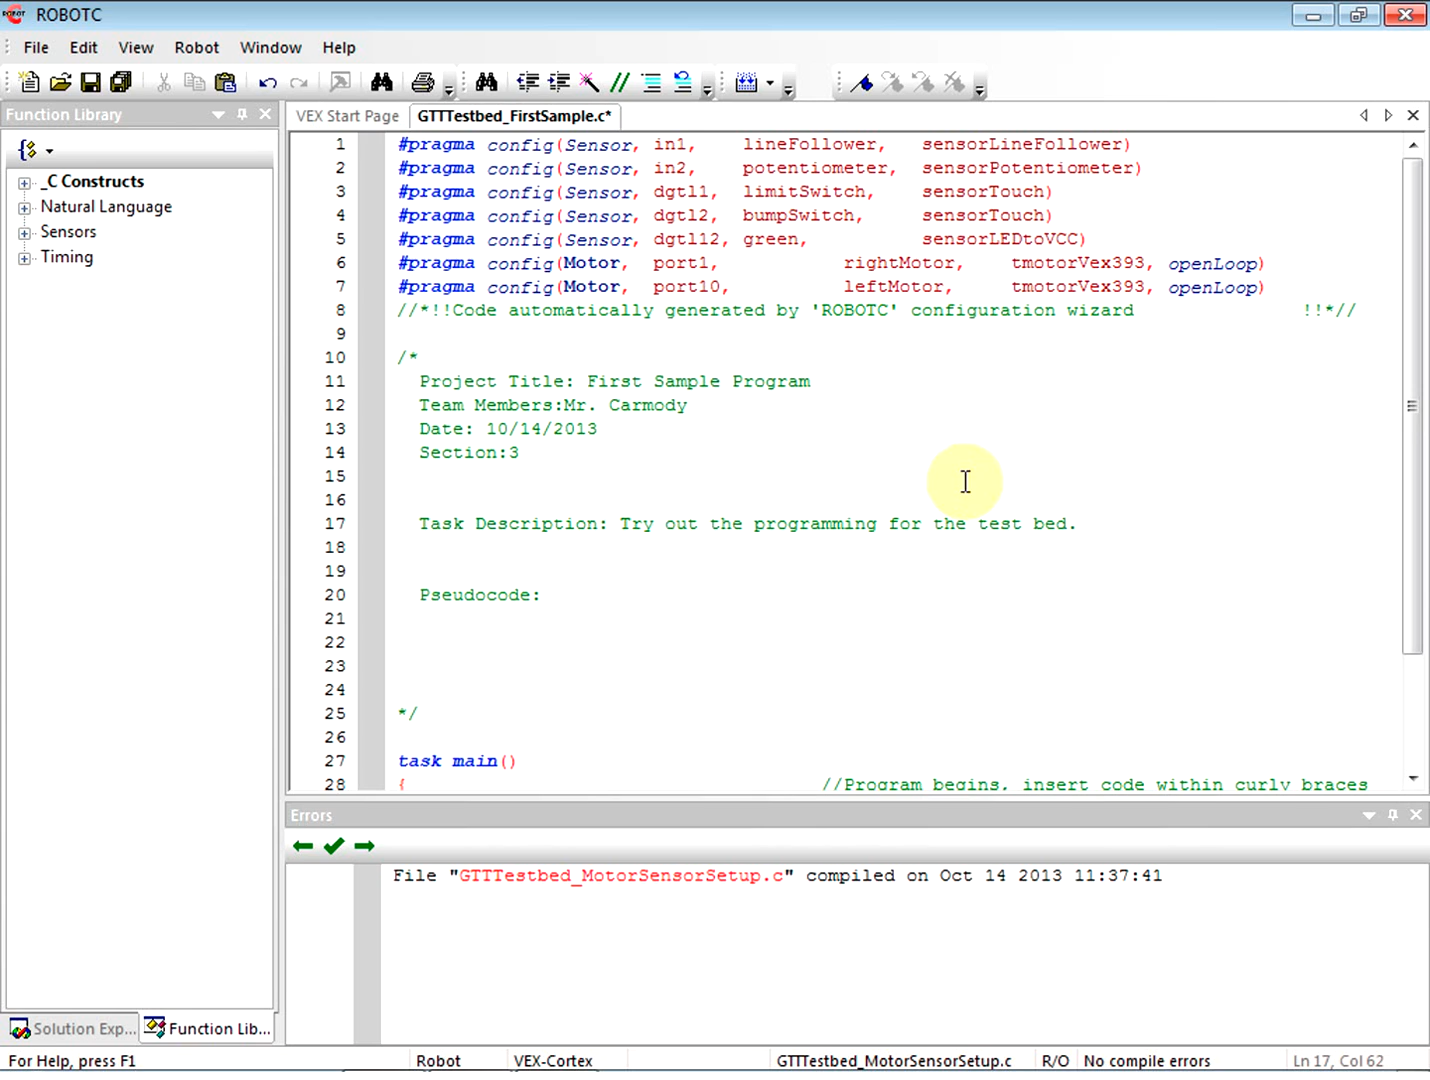 ROBOTC
File Edit View Robot Window Help
Function Library
VEX Start Page GTTTestbed_FirstSample.c*
_C Constructs
Natural Language
Sensors
Timing
1 #pragma config(Sensor, in1, lineFollower, sensorLineFollower)
2 #pragma config(Sensor, in2, potentiometer, sensorPotentiometer)
3 #pragma config(Sensor, dgtl1, limitSwitch, sensorTouch)
4 #pragma config(Sensor, dgtl2, bumpSwitch, sensorTouch)
5 #pragma config(Sensor, dgtl12, green, sensorLEDtoVCC)
6 #pragma config(Motor, port1, rightMotor, tmotorVex393, openLoop)
7 #pragma config(Motor, port10, leftMotor, tmotorVex393, openLoop)
8 //*!!Code automatically generated by 'ROBOTC' configuration wizard !!*//
9
10 /*
11 Project Title: First Sample Program
12 Team Members:Mr. Carmody
13 Date: 10/14/2013
14 Section:3
15
16
17 Task Description: Try out the programming for the test bed.
18
19
20 Pseudocode:
21
22
23
24
25 */
26
27 task main()
28 { //Program begins, insert code within curly braces
Errors
File "GTTTestbed_MotorSensorSetup.c" compiled on Oct 14 2013 11:37:41
Solution Exp... Function Lib...
For Help, press F1 Robot VEX-Cortex GTTTestbed_MotorSensorSetup.c R/O No compile errors Ln 17, Col 62